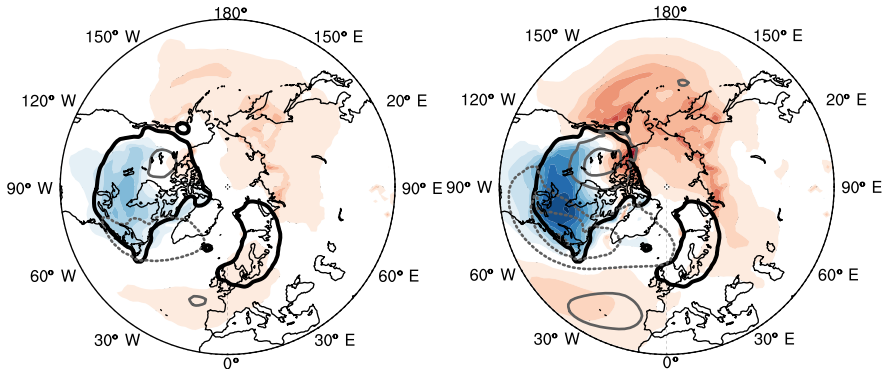 180° 180°
150° W 150° E 150° W 150° E
120° W 20° E 120° W 20° E
90° W 90° E 90° W 90° E
60° W 60° E 60° W 60° E
30° W 30° E 30° W 30° E
0° 0°